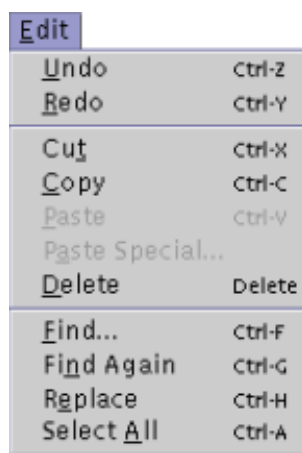 Edit
Undo Ctrl-Z
Redo Ctrl-Y
Cut Ctrl-X
Copy Ctrl-C
Paste Ctrl-V
Paste Special...
Delete Delete
Find... Ctrl-F
Find Again Ctrl-G
Replace Ctrl-H
Select All Ctrl-A